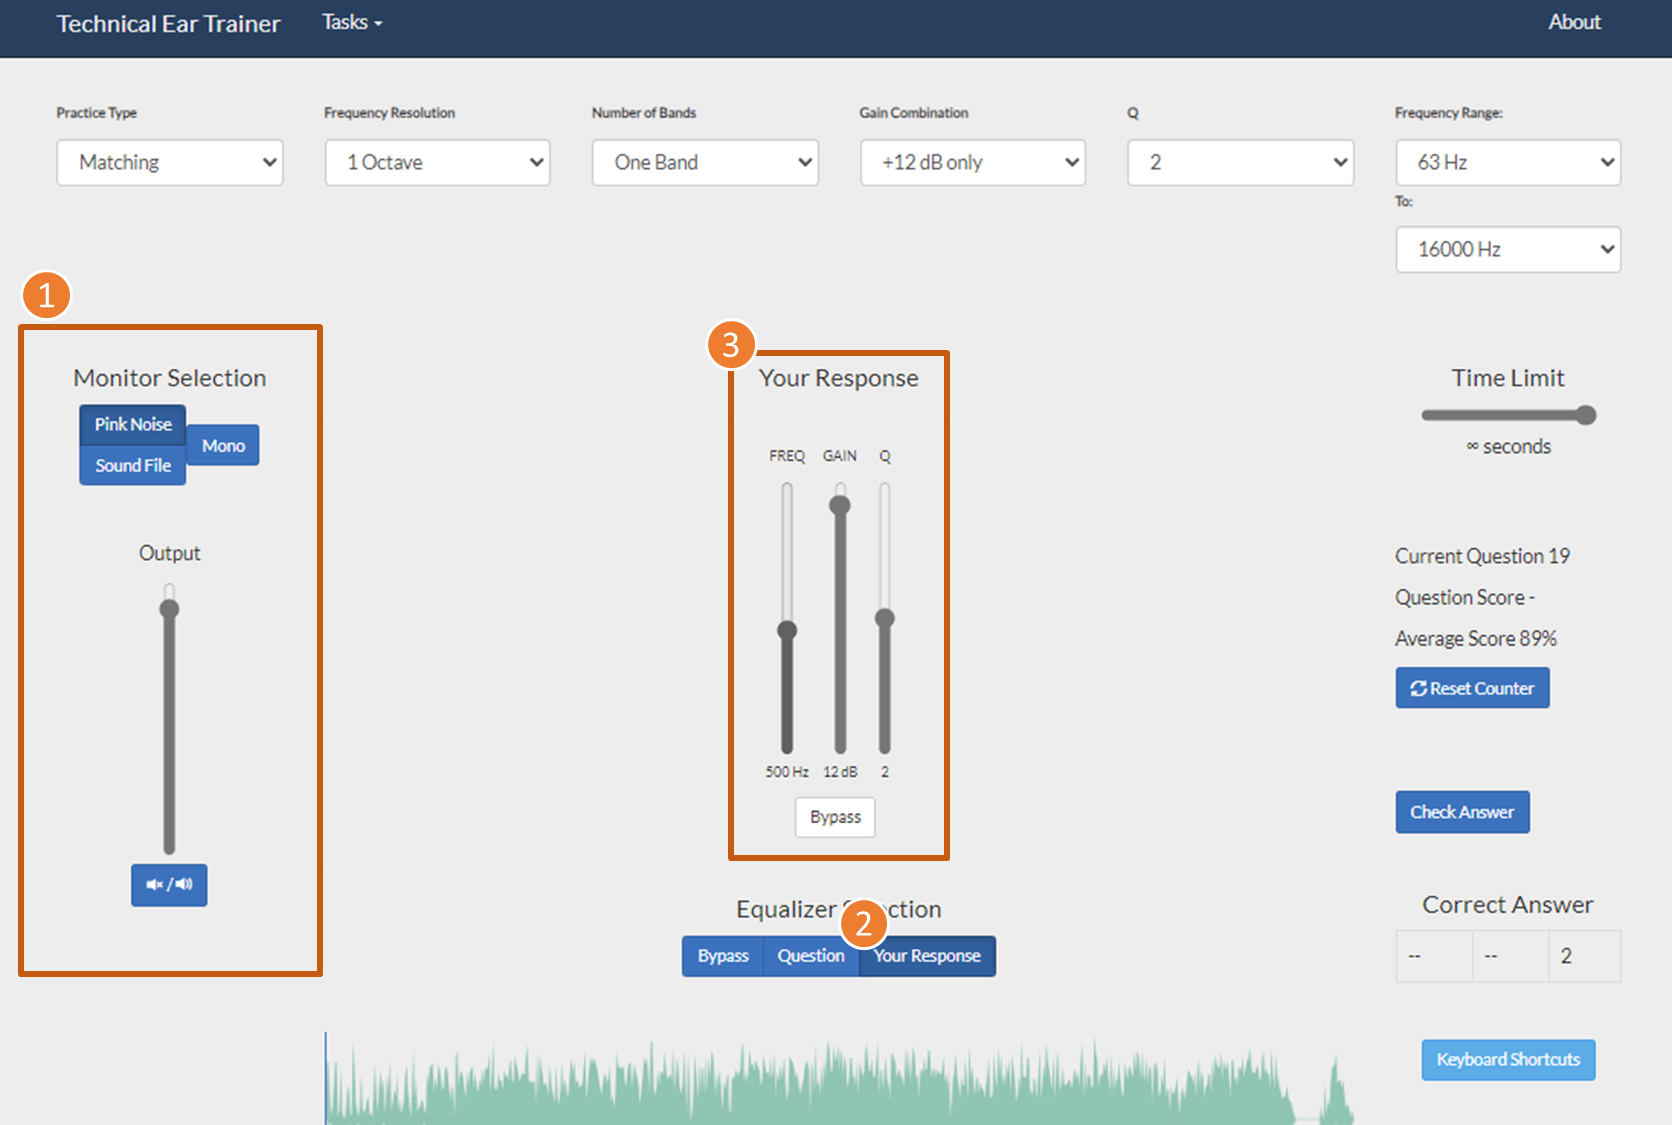 Technical Ear Trainer Tasks About
Practice Type Frequency Resolution Number of Bands Gain Combination Q Frequency Range:
Matching 1 Octave One Band +12 dB only 2 63 Hz
To:
16000 Hz
1
3
Monitor Selection Your Response Time Limit
Pink Noise
Mono
Sound File
∞ seconds
FREQ GAIN Q
Output
Current Question 19
Question Score -
Average Score 89%
Reset Counter
500 Hz 12 dB 2
Bypass
Check Answer
Equalizer S ction
2
Correct Answer
Bypass Question Your Response
-- -- 2
Keyboard Shortcuts